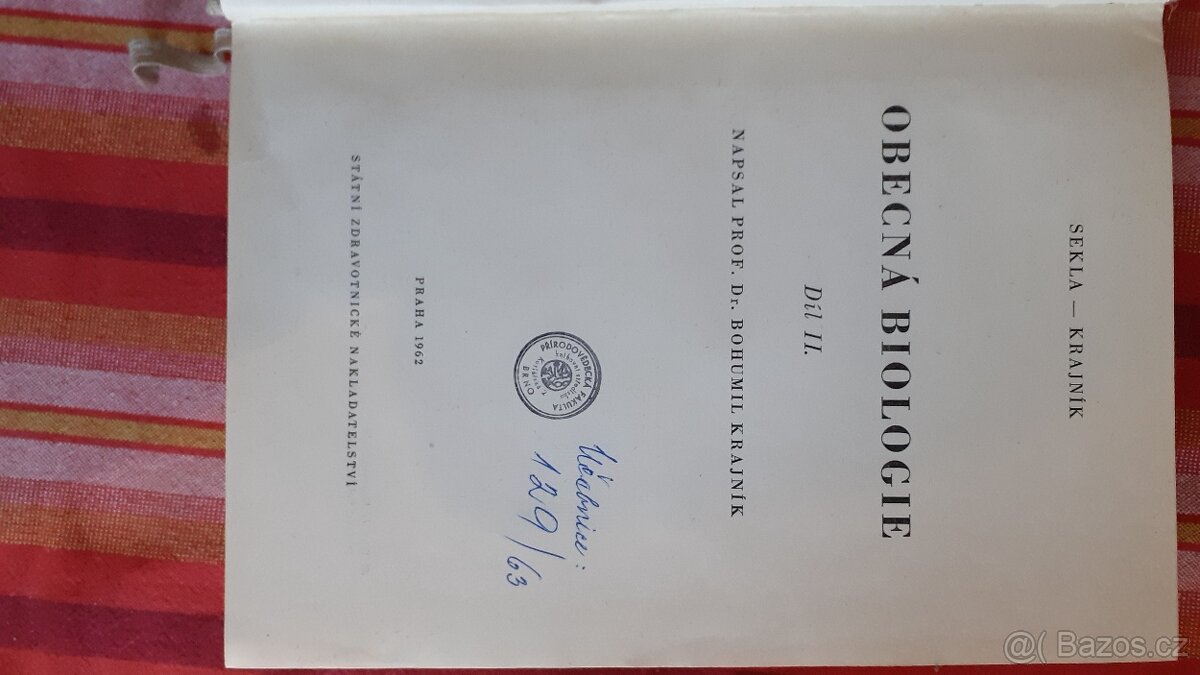 SEKLA — KRAJNÍK
OBECNÁ BIOLOGIE
Díl II.
NAPSAL PROF. Dr. BOHUMIL KRAJNÍK
PŘÍRODOVĚDECKÁ FAKULTA
BRNO
Učebnice:
129/63
PRAHA 1962
STÁTNÍ ZDRAVOTNICKÉ NAKLADATELSTVÍ
@( Bazos.cz